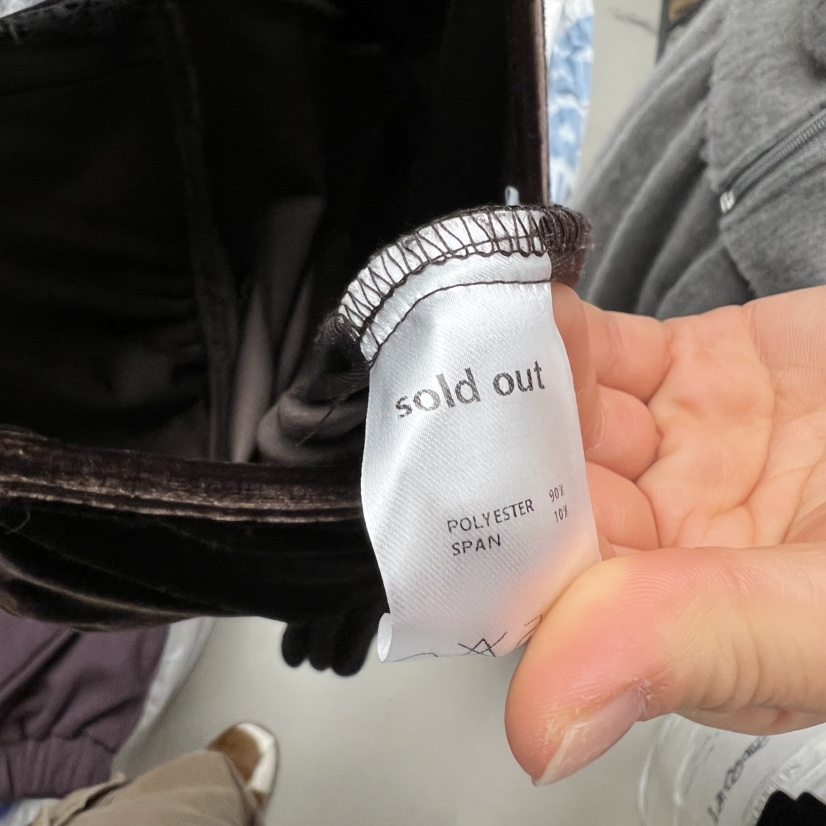 sold out
POLYESTER 90%
SPAN 10%